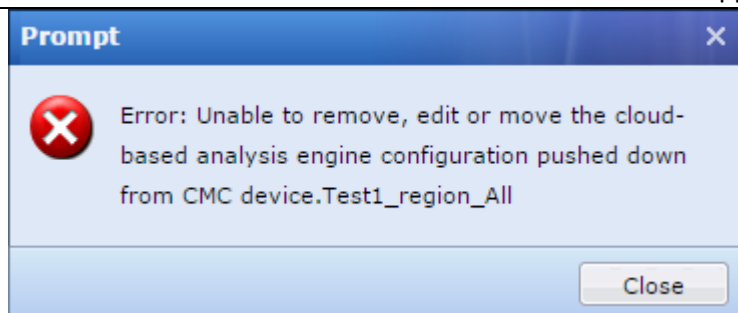 Prompt
Error: Unable to remove, edit or move the cloud-
based analysis engine configuration pushed down
from CMC device.Test1_region_All
Close